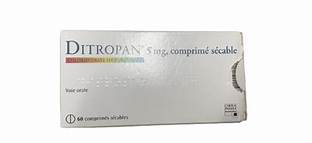 DITROPAN® 5 mg, comprimé sécable
Voie orale
60 comprimés sécables